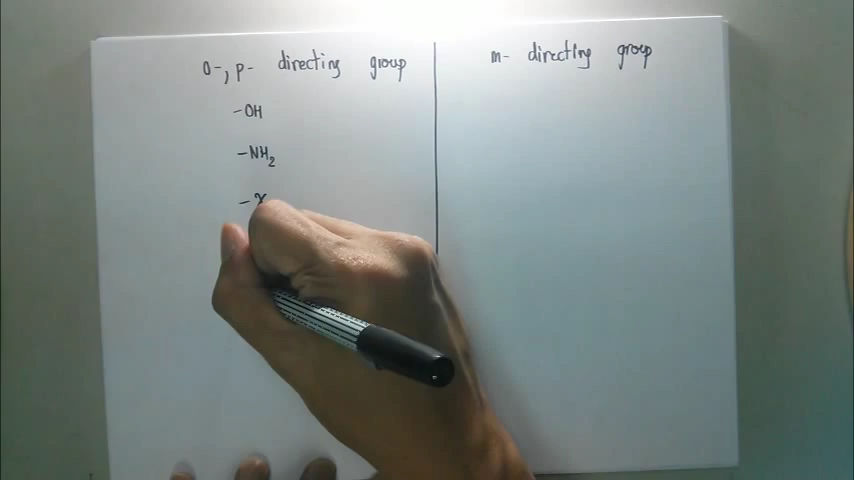 o-, p- directing group
m- directing group
-OH
-NH₂
-X